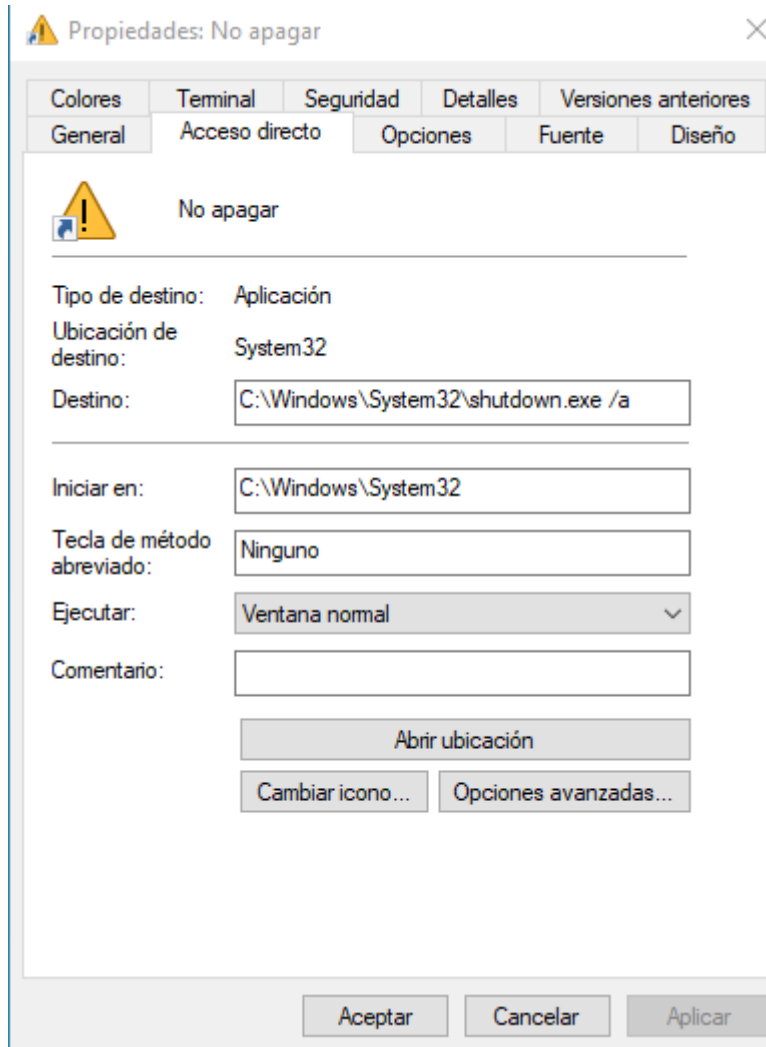 Propiedades: No apagar
Colores Terminal Seguridad Detalles Versiones anteriores
General Acceso directo Opciones Fuente Diseño
No apagar
Tipo de destino: Aplicación
Ubicación de
destino: System32
Destino: C:\Windows\System32\shutdown.exe /a
Iniciar en: C:\Windows\System32
Tecla de método
abreviado: Ninguno
Ejecutar: Ventana normal
Comentario:
Abrir ubicación
Cambiar icono... Opciones avanzadas...
Aceptar Cancelar Aplicar